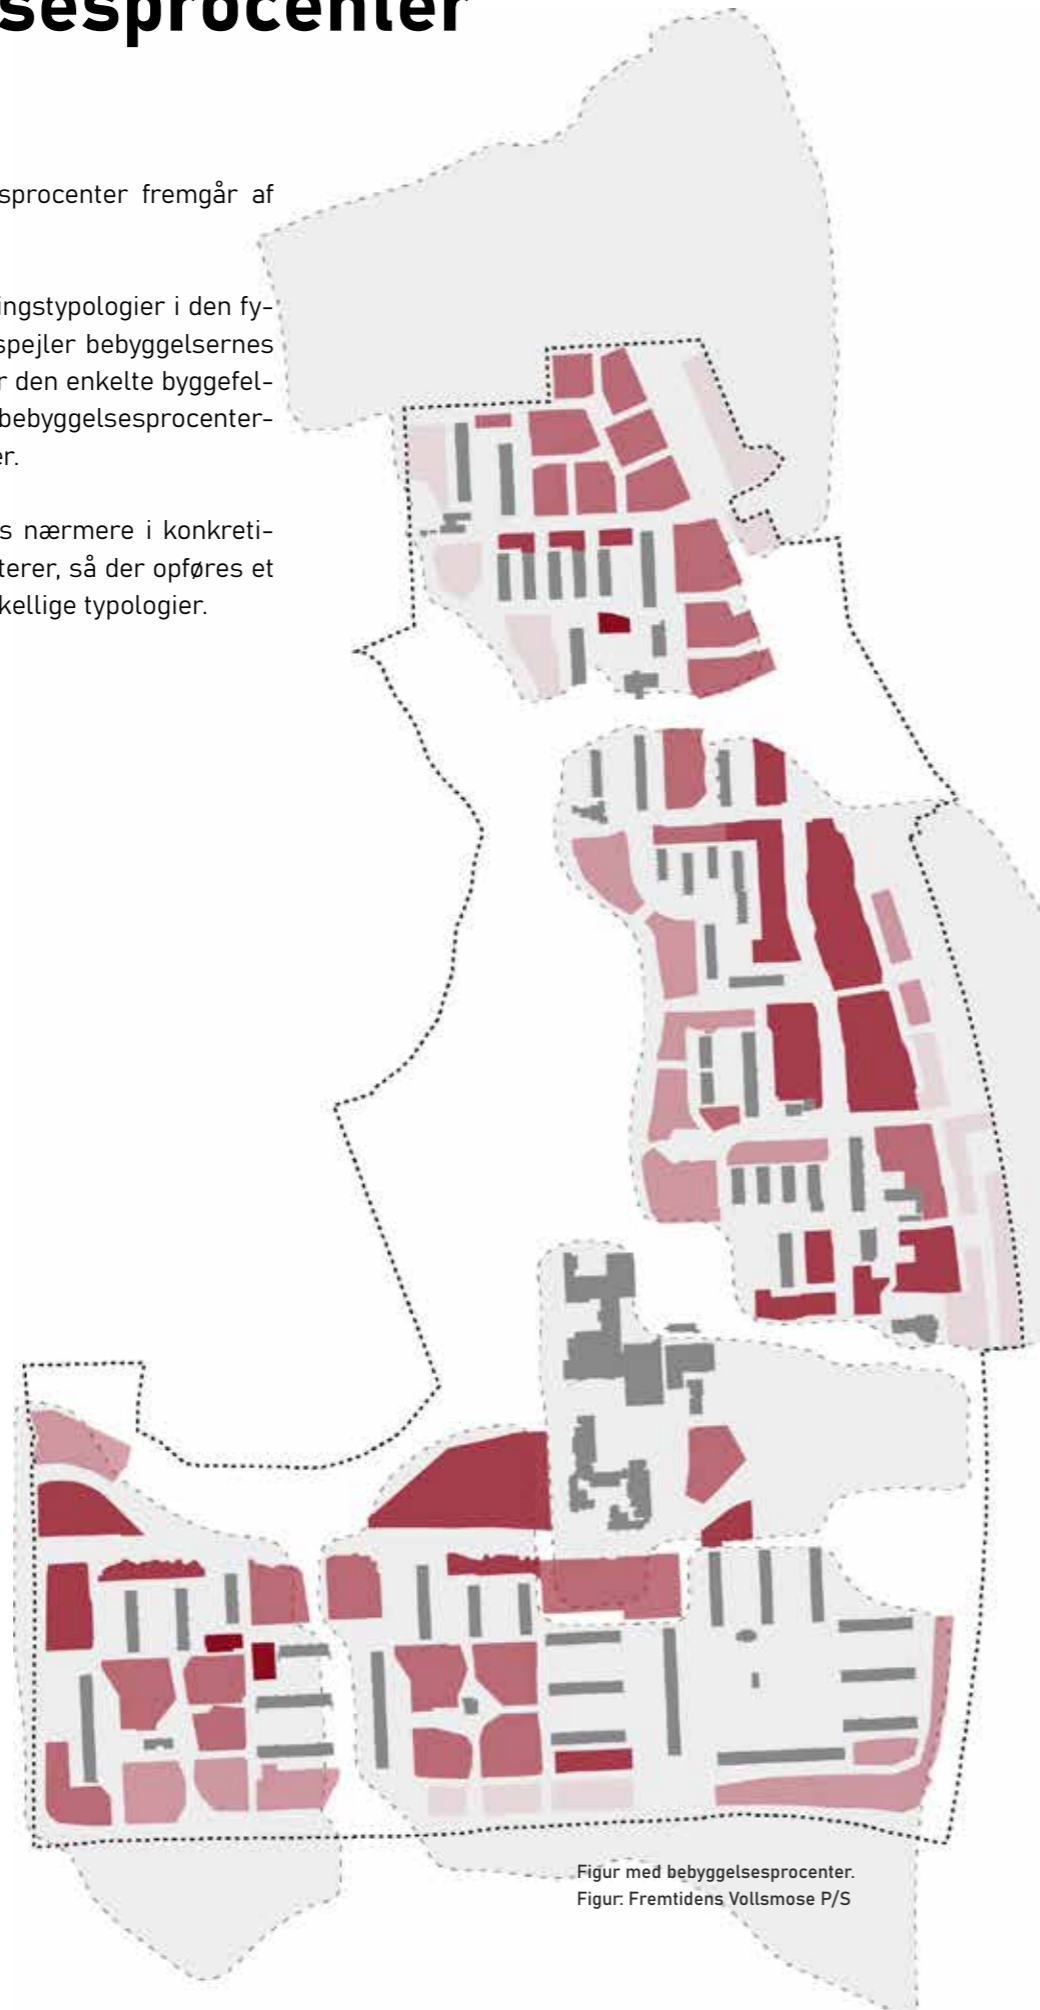 sesprocenter
sprocenter fremgår af
ingstypologier i den fy-
spejler bebyggelsernes
r den enkelte byggefel-
bebyggelsesprocenter-
er.
s nærmere i konkreti-
terer, så der opføres et
kellige typologier.
Figur med bebyggelsesprocenter.
Figur: Fremtidens Vollsmose P/S